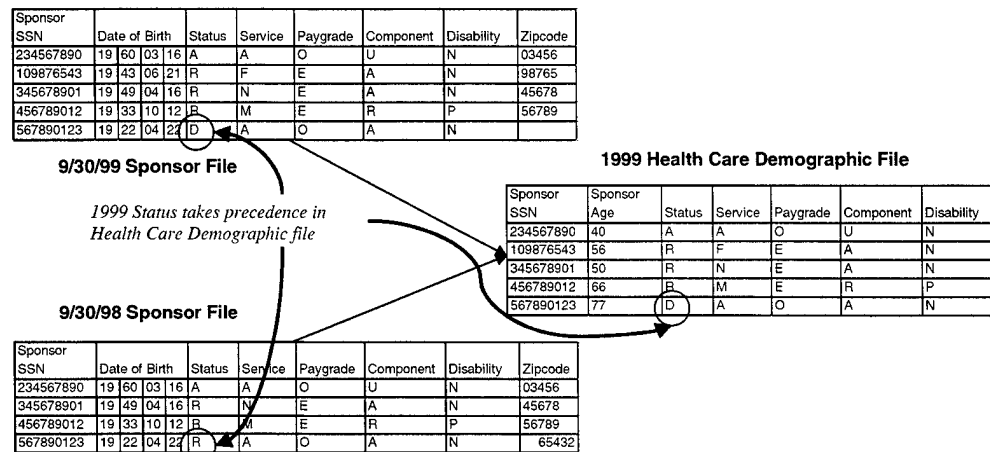 Sponsor
SSN Date of Birth Status Service Paygrade Component Disability Zipcode
234567890 19 60 03 16 A A O U N 03456
109876543 19 43 06 21 R F E A N 98765
345678901 19 49 04 16 R N E A N 45678
456789012 19 33 10 12 R M E R P 56789
567890123 19 22 04 22 D A O A N
9/30/99 Sponsor File
1999 Health Care Demographic File
Sponsor Sponsor
SSN Age Status Service Paygrade Component Disability
234567890 40 A A O U N
109876543 56 R F E A N
345678901 50 R N E A N
456789012 66 R M E R P
567890123 77 D A O A N
1999 Status takes precedence in
Health Care Demographic file
9/30/98 Sponsor File
Sponsor
SSN Date of Birth Status Service Paygrade Component Disability Zipcode
234567890 19 60 03 16 A A O U N 03456
345678901 19 49 04 16 R N E A N 45678
456789012 19 33 10 12 R M E R P 56789
567890123 19 22 04 22 R A O A N 65432